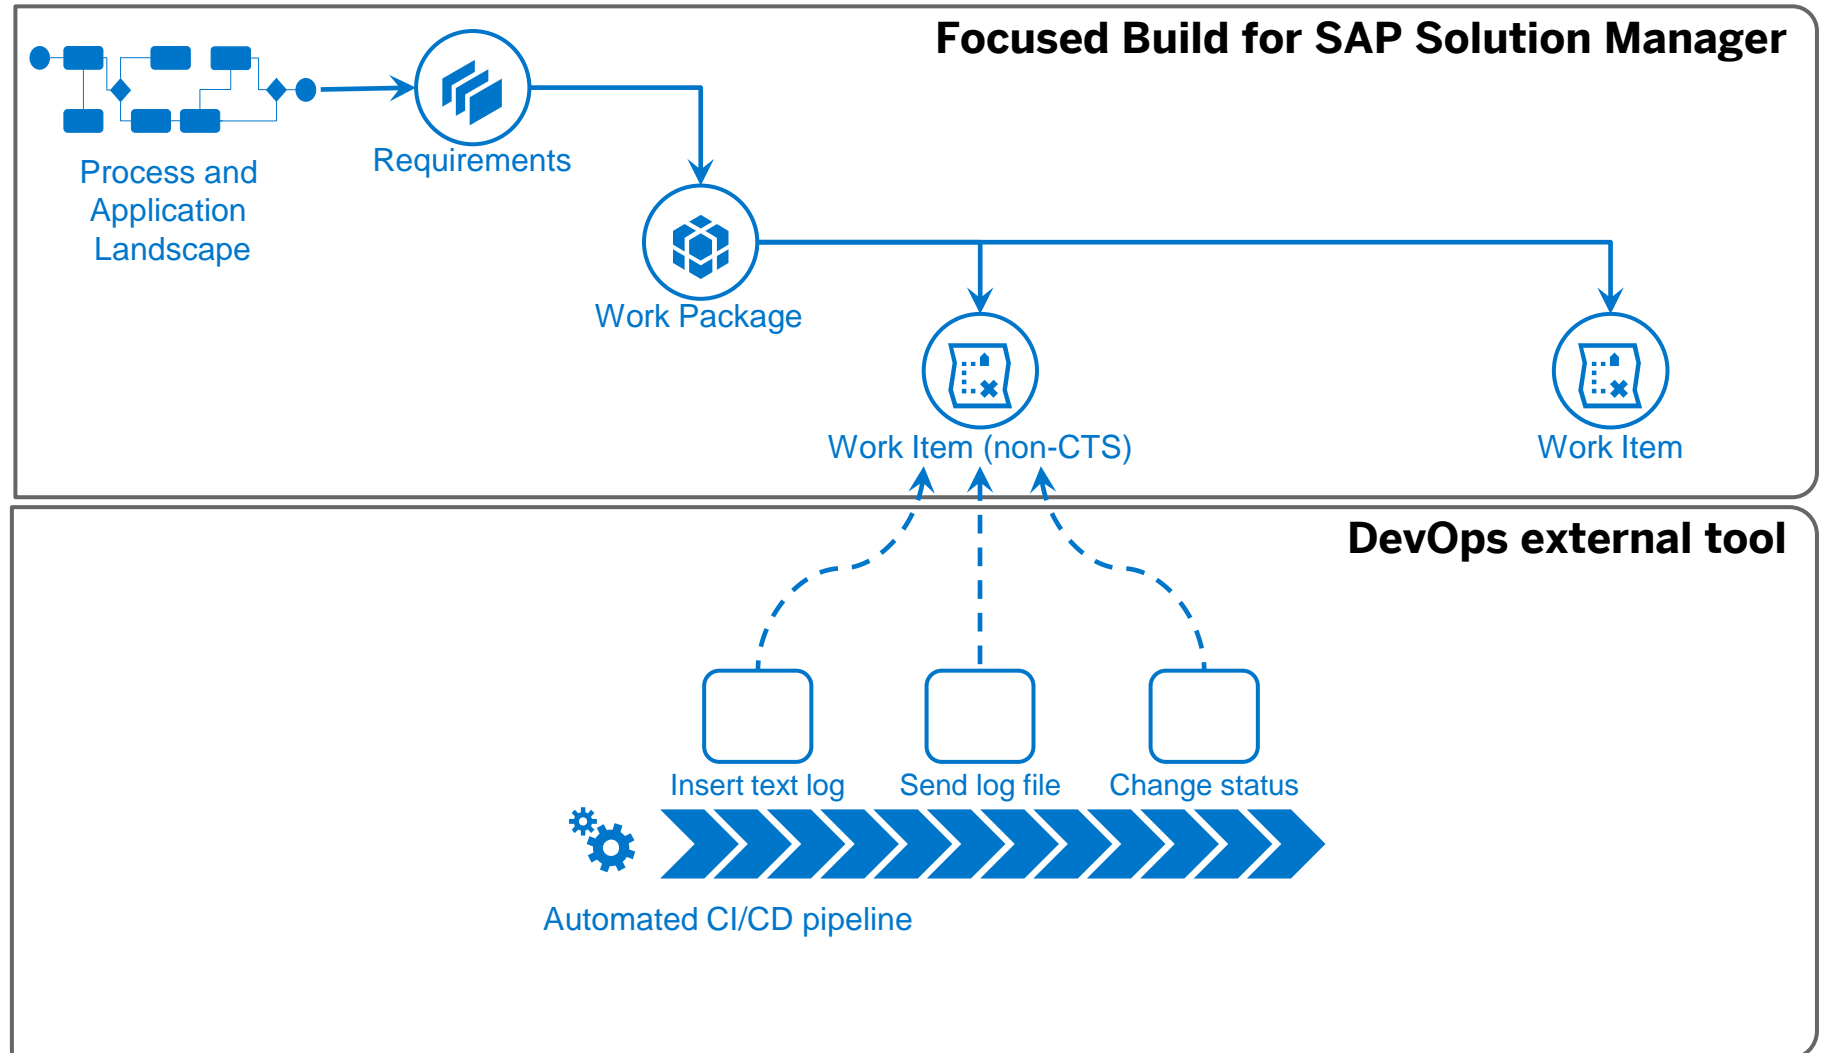 Focused Build for SAP Solution Manager
Process and
Application
Landscape
Requirements
Work Package
Work Item (non-CTS)
Work Item
DevOps external tool
Insert text log
Send log file
Change status
Automated CI/CD pipeline